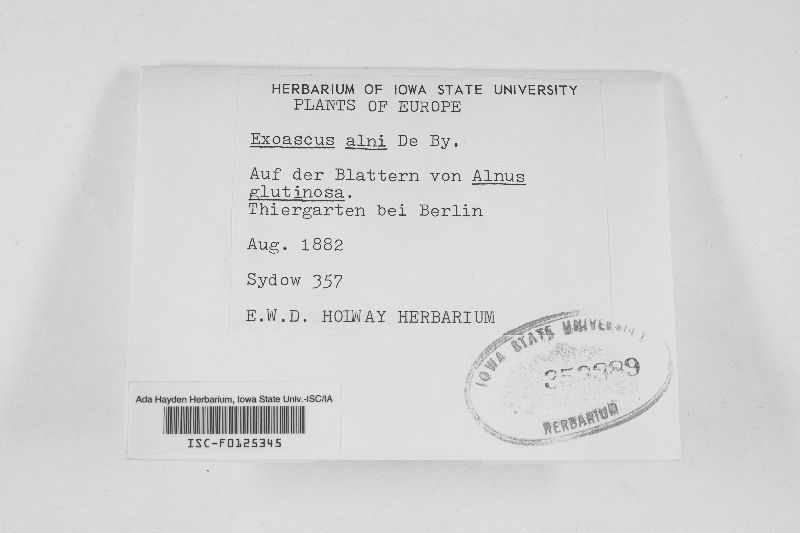 HERBARIUM OF IOWA STATE UNIVERSITY
PLANTS OF EUROPE
Exoascus alni De By.
Auf der Blattern von Alnus
glutinosa.
Thiergarten bei Berlin
Aug. 1882
Sydow 357
E.W.D. HOLWAY HERBARIUM
IOWA STATE UNIVERSITY
HERBARIUM
Ada Hayden Herbarium, Iowa State Univ.-ISC/IA
ISC-F0125345